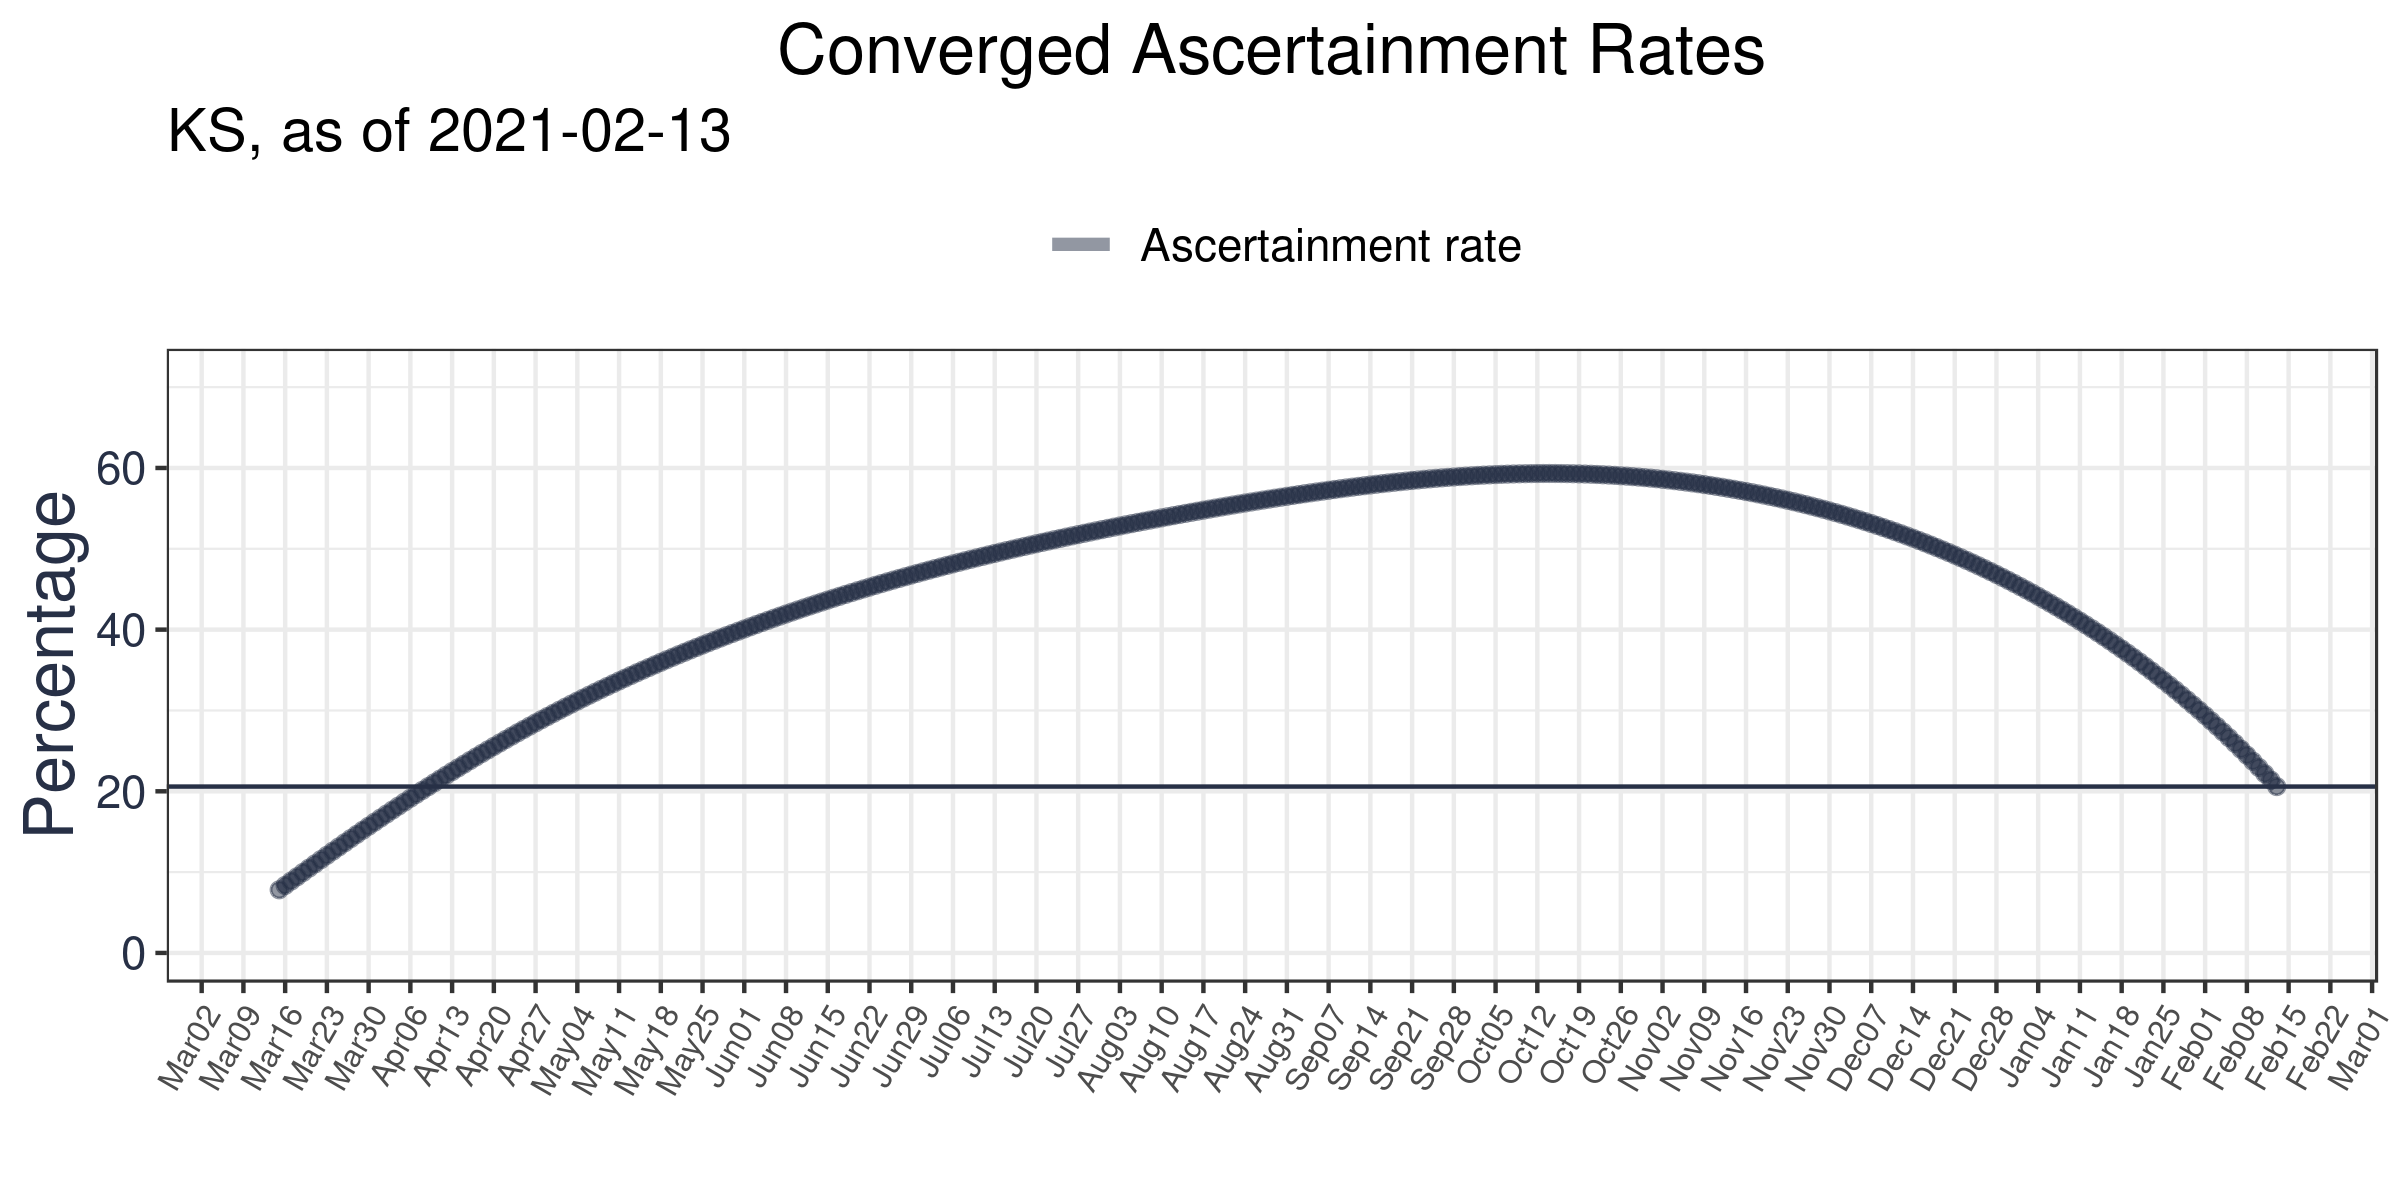 Converged Ascertainment Rates
KS, as of 2021-02-13
Ascertainment rate
Percentage
60
40
20
0
Mar02 Mar09 Mar16 Mar23 Mar30 Apr06 Apr13 Apr20 Apr27 May04 May11 May18 May25 Jun01 Jun08 Jun15 Jun22 Jun29 Jul06 Jul13 Jul20 Jul27 Aug03 Aug10 Aug17 Aug24 Aug31 Sep07 Sep14 Sep21 Sep28 Oct05 Oct12 Oct19 Oct26 Nov02 Nov09 Nov16 Nov23 Nov30 Dec07 Dec14 Dec21 Dec28 Jan04 Jan11 Jan18 Jan25 Feb01 Feb08 Feb15 Feb22 Mar01